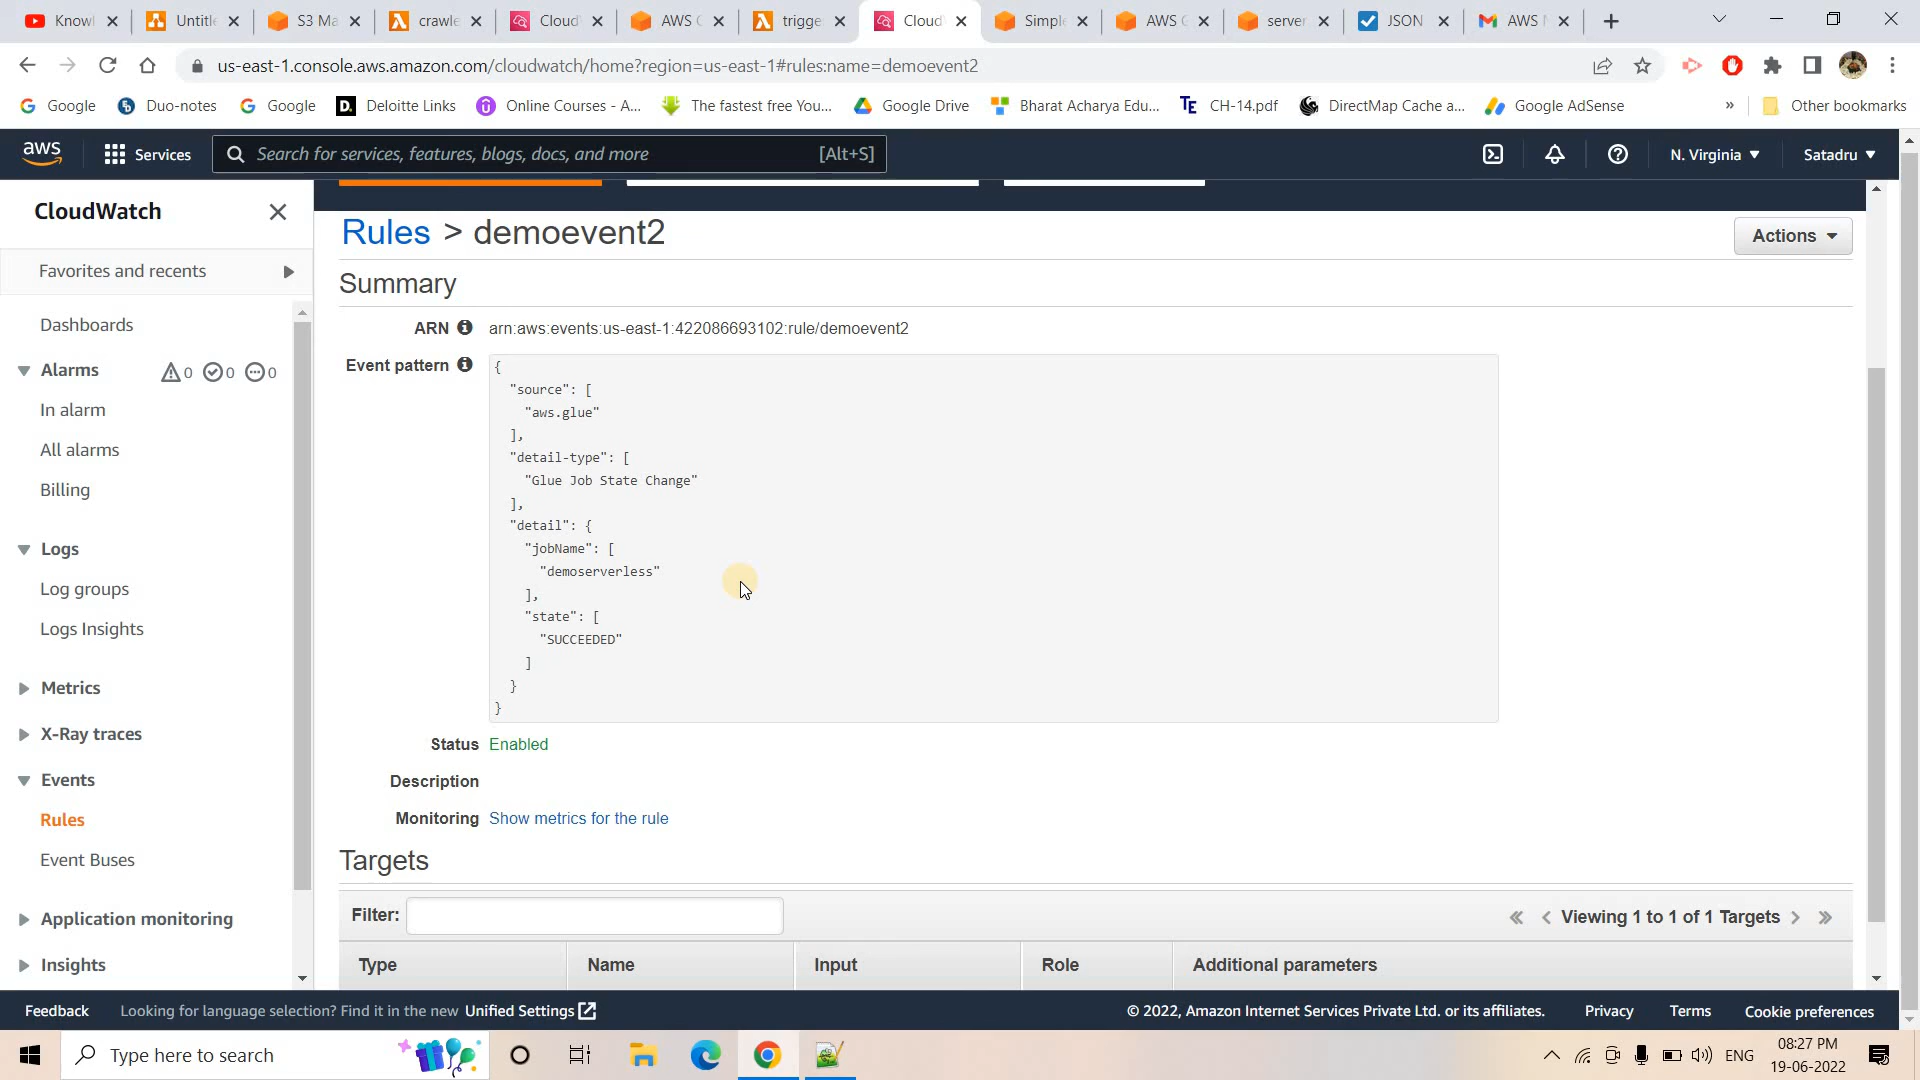 Knowl
Untitle
S3 Ma
crawle
Cloud
AWS G
trigge
Cloud
Simple
AWS G
server
JSON
AWS N
us-east-1.console.aws.amazon.com/cloudwatch/home?region=us-east-1#rules:name=demoevent2
Google
Duo-notes
Google
D. Deloitte Links
Online Courses - A...
The fastest free You...
Google Drive
Bharat Acharya Edu...
TE CH-14.pdf
DirectMap Cache a...
Google AdSense
»
Other bookmarks
aws
Services
Search for services, features, blogs, docs, and more [Alt+S]
N. Virginia
Satadru
CloudWatch
Favorites and recents
Dashboards
Alarms 0 0 0
In alarm
All alarms
Billing
Logs
Log groups
Logs Insights
Metrics
X-Ray traces
Events
Rules
Event Buses
Application monitoring
Insights
Rules > demoevent2
Actions
Summary
ARN arn:aws:events:us-east-1:422086693102:rule/demoevent2
Event pattern {
"source": [
"aws.glue"
],
"detail-type": [
"Glue Job State Change"
],
"detail": {
"jobName": [
"demoserverless"
],
"state": [
"SUCCEEDED"
]
}
}
Status Enabled
Description
Monitoring Show metrics for the rule
Targets
Filter:
« ‹ Viewing 1 to 1 of 1 Targets › »
Type Name Input Role Additional parameters
Feedback Looking for language selection? Find it in the new Unified Settings © 2022, Amazon Internet Services Private Ltd. or its affiliates. Privacy Terms Cookie preferences
Type here to search
ENG
08:27 PM
19-06-2022